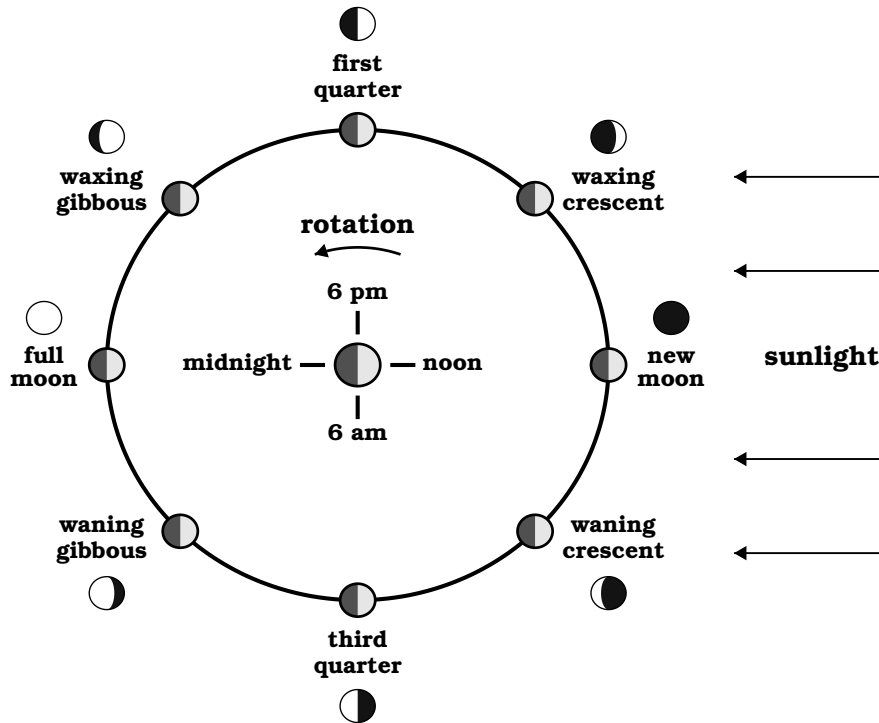 first
quarter
waxing
gibbous
waxing
crescent
rotation
6 pm
full
moon
midnight
noon
new
moon
sunlight
6 am
waning
gibbous
waning
crescent
third
quarter